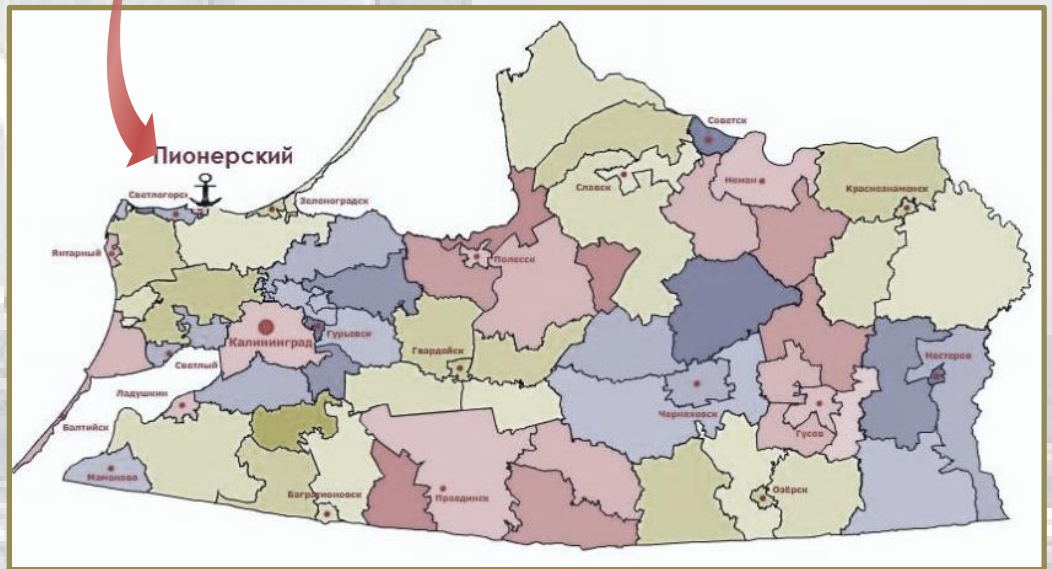 Пионерский
Светлогорск
Зеленоградск
Янтарный
Советск
Неман
Славск
Краснознаменск
Полесск
Калининград
Гурьевск
Светлый
Гвардейск
Нестеров
Ладушкин
Черняховск
Гусев
Балтийск
Мамоново
Багратионовск
Правдинск
Озёрск